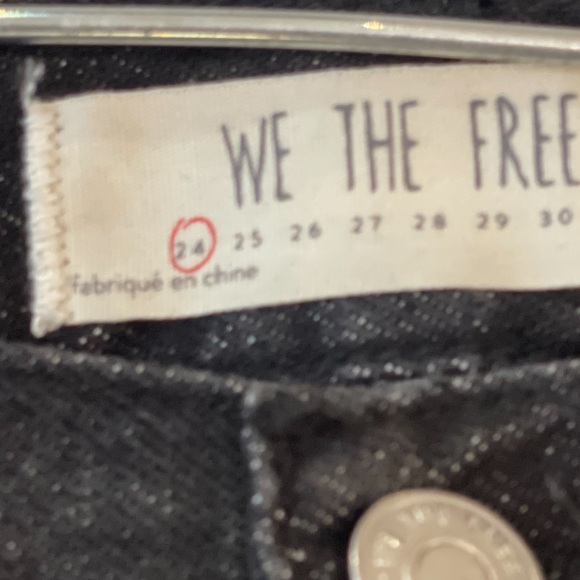 WE THE FREE
24 25 26 27 28 29 30
fabriqué en chine